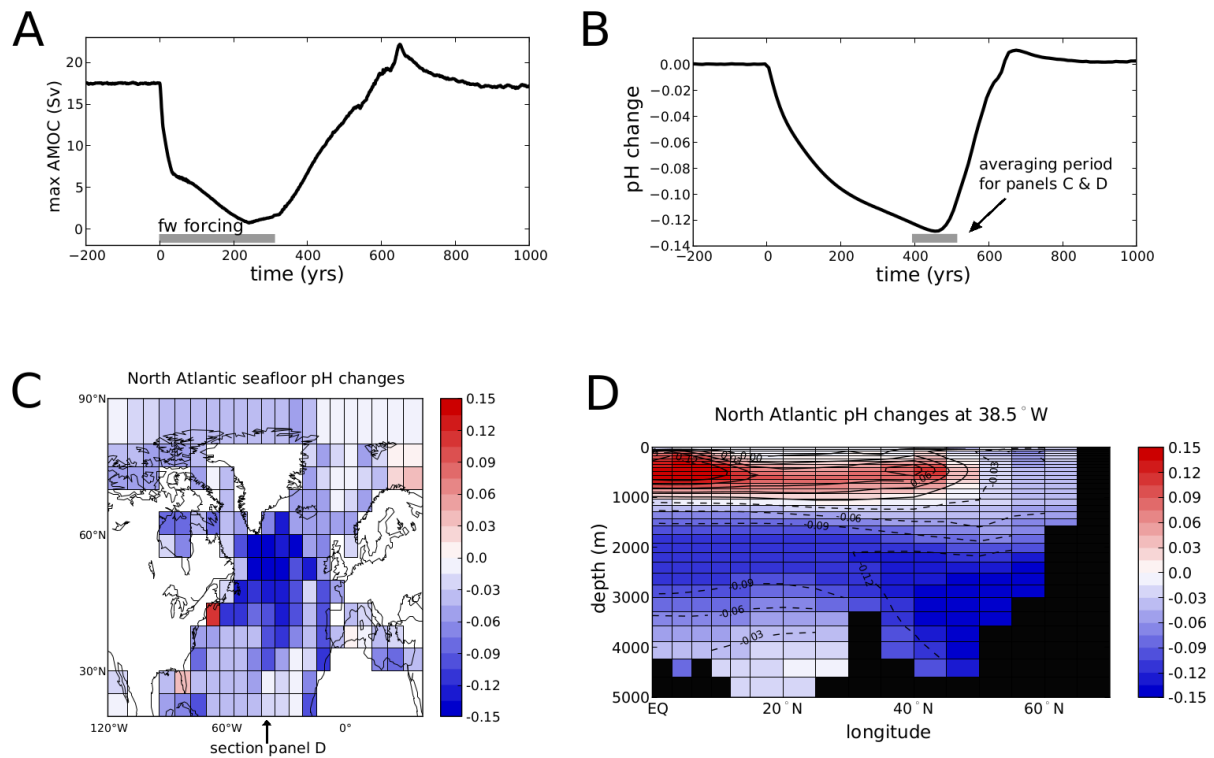 A
20
15
10
5
0
max AMOC (Sv)
fw forcing
−200
0
200
400
600
800
1000
time (yrs)
B
0.00
−0.02
−0.04
−0.06
−0.08
−0.10
−0.12
−0.14
pH change
averaging period
for panels C & D
−200
0
200
400
600
800
1000
time (yrs)
C
North Atlantic seafloor pH changes
90°N
60°N
30°N
120°W
60°W
0°
section panel D
0.15
0.12
0.09
0.06
0.03
0.0
-0.03
-0.06
-0.09
-0.12
-0.15
D
North Atlantic pH changes at 38.5°W
0
1000
2000
3000
4000
5000
depth (m)
0.00
0.06
-0.03
-0.06
-0.09
-0.12
-0.09
-0.06
-0.03
EQ
20°N
40°N
60°N
longitude
0.15
0.12
0.09
0.06
0.03
0.0
-0.03
-0.06
-0.09
-0.12
-0.15